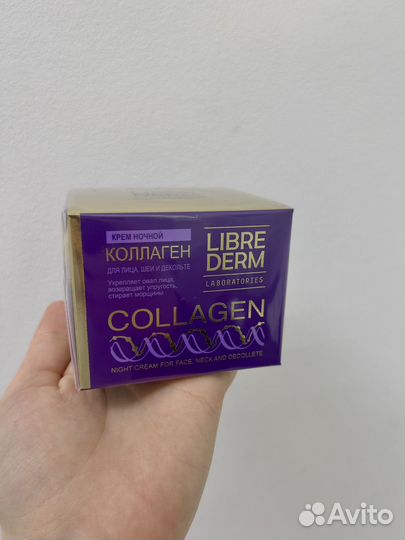 КРЕМ НОЧНОЙ
КОЛЛАГЕН
ДЛЯ ЛИЦА, ШЕИ И ДЕКОЛЬТЕ
Укрепляет овал лица,
возвращает упругость,
стирает морщины
LIBRE
DERM
LABORATORIES
COLLAGEN
NIGHT CREAM FOR FACE, NECK AND DECOLLETE
Avito